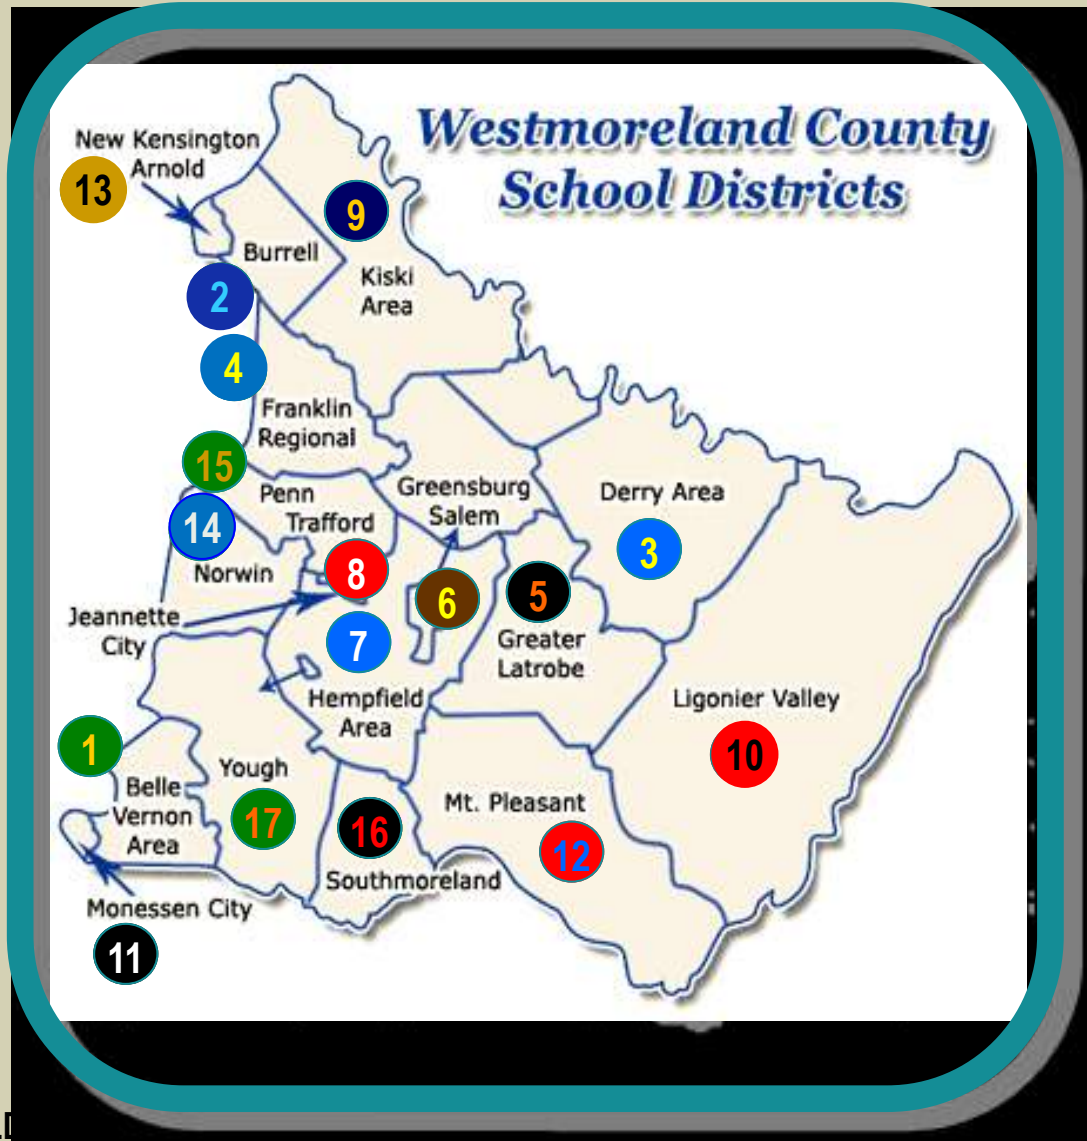 Westmoreland County
School Districts
New Kensington
Arnold
13
9
Burrell
Kiski
Area
2
4
Franklin
Regional
15
Penn
Trafford
Greensburg
Salem
Derry Area
14
Norwin
8
3
6
5
Jeannette
City
7
Greater
Latrobe
Hempfield
Area
Ligonier Valley
10
1
Yough
Belle
Vernon
Area
17
16
Mt. Pleasant
12
Southmoreland
Monessen City
11